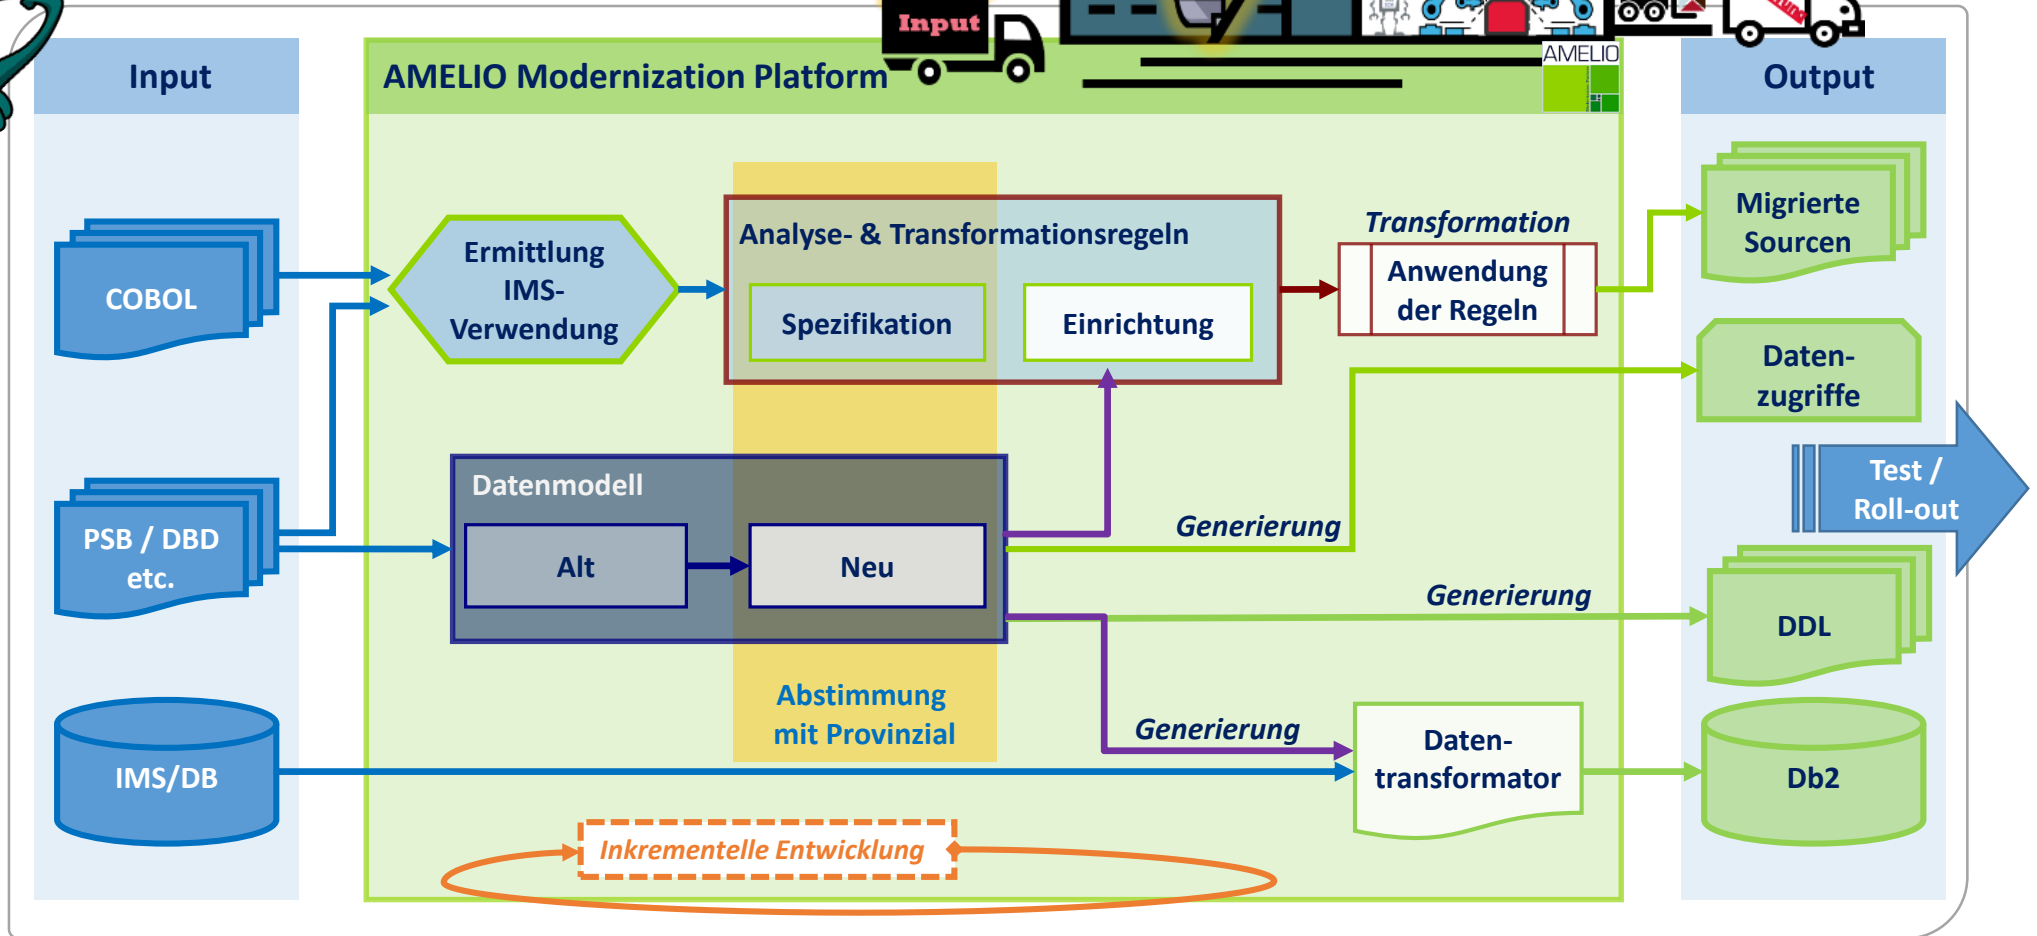 Input
Input
AMELIO Modernization Platform
AMELIO
Output
COBOL
PSB / DBD
etc.
IMS/DB
Ermittlung
IMS-
Verwendung
Analyse- & Transformationsregeln
Spezifikation
Einrichtung
Transformation
Anwendung
der Regeln
Datenmodell
Alt
Neu
Generierung
Generierung
Generierung
Abstimmung
mit Provinzial
Daten-
transformator
Inkrementelle Entwicklung
Migrierte
Sourcen
Daten-
zugriffe
Test /
Roll-out
DDL
Db2